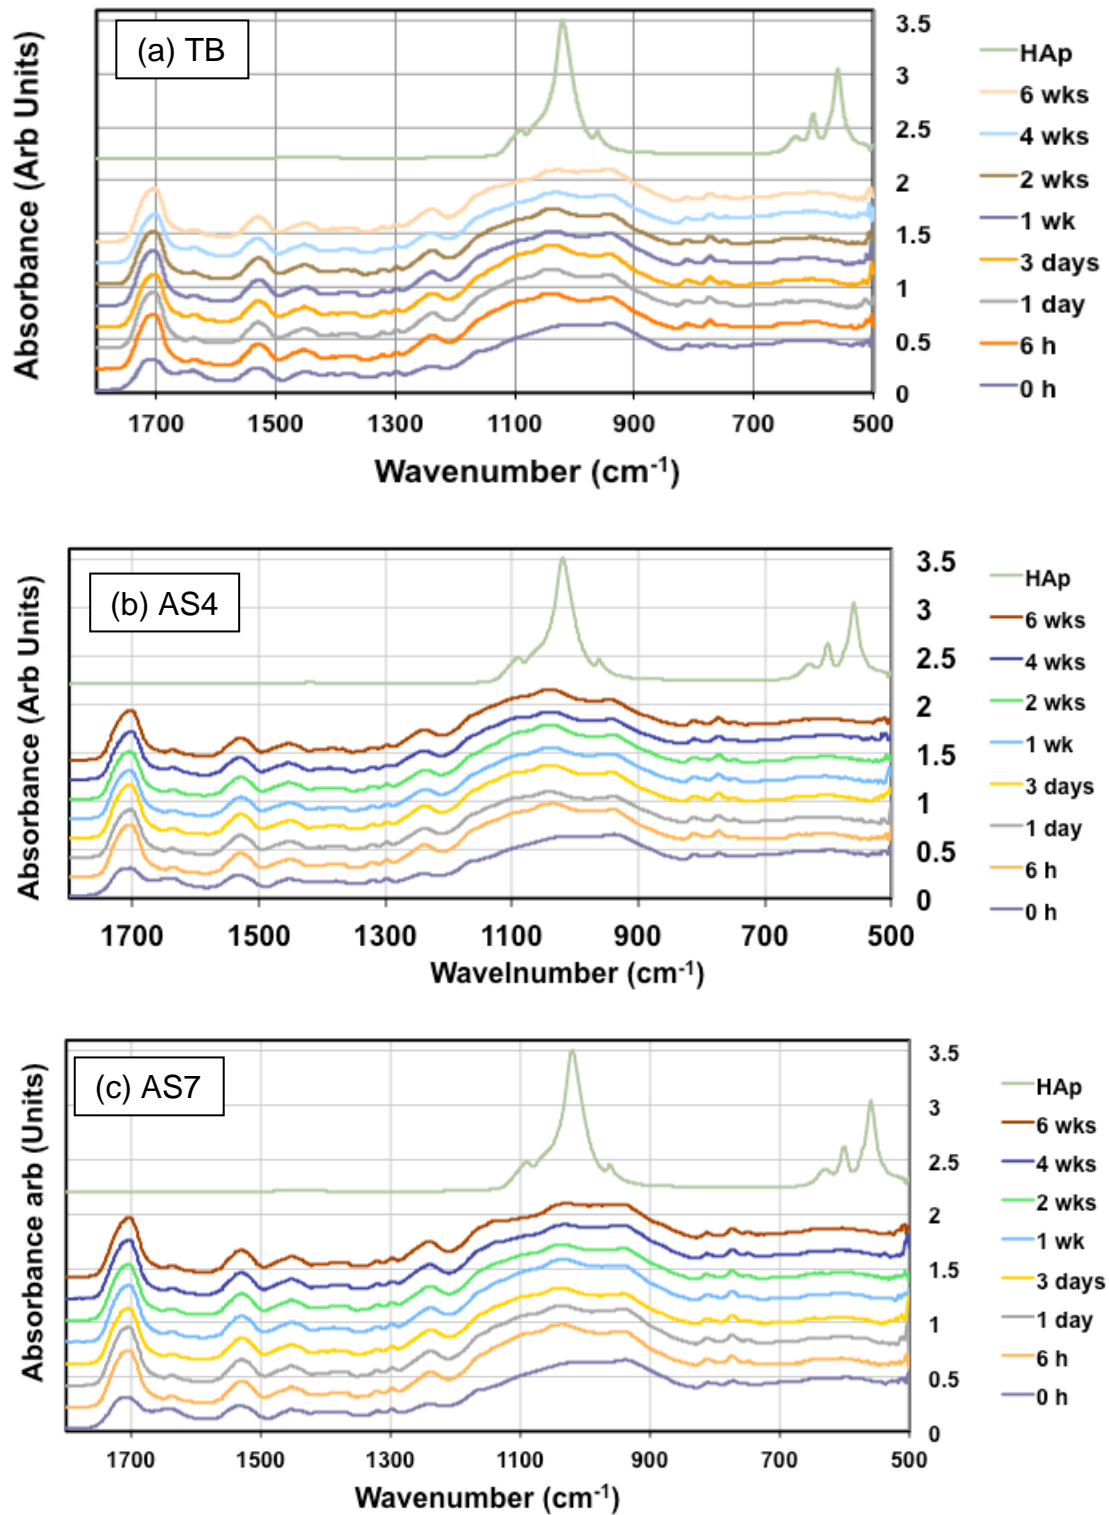 (a) TB
Absorbance (Arb Units)
3.5
3
2.5
2
1.5
1
0.5
0
1700 1500 1300 1100 900 700 500
Wavenumber (cm-1)
HAp
6 wks
4 wks
2 wks
1 wk
3 days
1 day
6 h
0 h
(b) AS4
Absorbance (Arb Units)
3.5
3
2.5
2
1.5
1
0.5
0
1700 1500 1300 1100 900 700 500
Wavelnumber (cm-1)
HAp
6 wks
4 wks
2 wks
1 wk
3 days
1 day
6 h
0 h
(c) AS7
Absorbance arb (Units)
3.5
3
2.5
2
1.5
1
0.5
0
1700 1500 1300 1100 900 700 500
Wavenumber (cm-1)
HAp
6 wks
4 wks
2 wks
1 wk
3 days
1 day
6 h
0 h